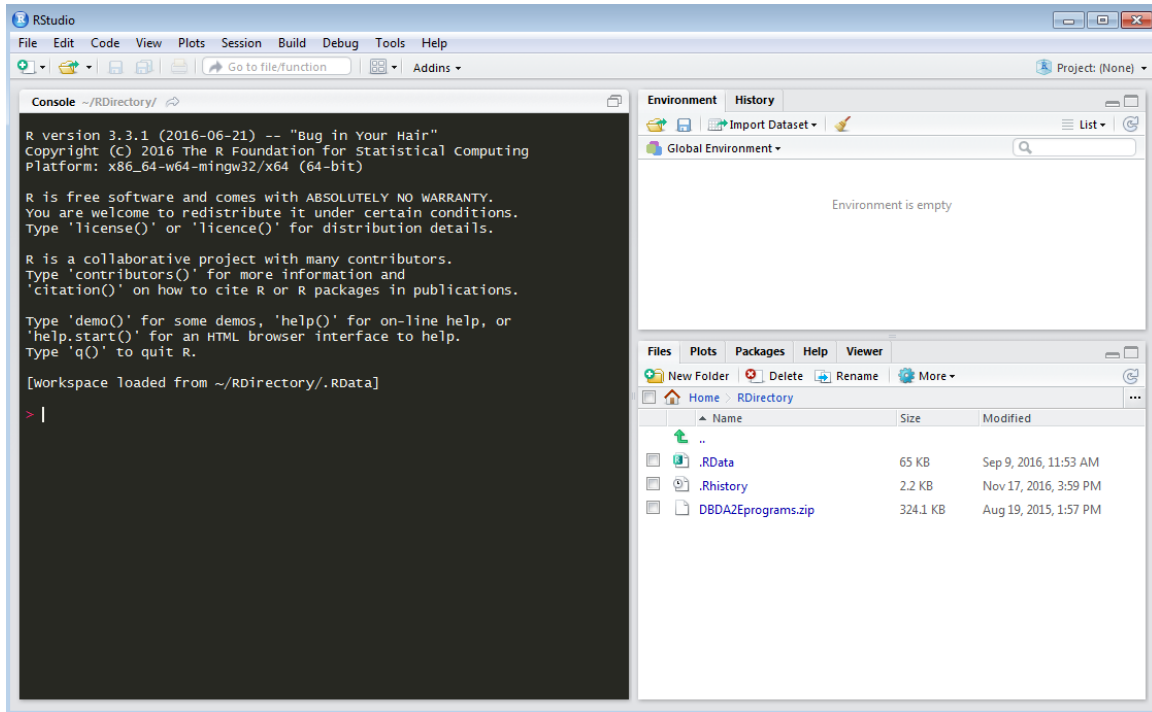 RStudio
File Edit Code View Plots Session Build Debug Tools Help
Go to file/function Addins Project: (None)
Console ~/RDirectory/
R version 3.3.1 (2016-06-21) -- "Bug in Your Hair"
Copyright (C) 2016 The R Foundation for Statistical Computing
Platform: x86_64-w64-mingw32/x64 (64-bit)
R is free software and comes with ABSOLUTELY NO WARRANTY.
You are welcome to redistribute it under certain conditions.
Type 'license()' or 'licence()' for distribution details.
R is a collaborative project with many contributors.
Type 'contributors()' for more information and
'citation()' on how to cite R or R packages in publications.
Type 'demo()' for some demos, 'help()' for on-line help, or
'help.start()' for an HTML browser interface to help.
Type 'q()' to quit R.
[Workspace loaded from ~/RDirectory/.RData]
>
Environment History
Import Dataset List
Global Environment
Environment is empty
Files Plots Packages Help Viewer
New Folder Delete Rename More
Home RDirectory ...
Name Size Modified
..
.RData 65 KB Sep 9, 2016, 11:53 AM
.Rhistory 2.2 KB Nov 17, 2016, 3:59 PM
DBDA2Eprograms.zip 324.1 KB Aug 19, 2015, 1:57 PM